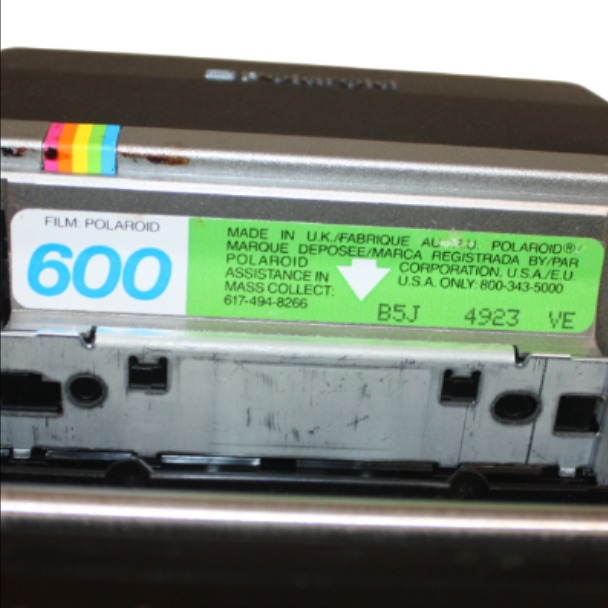 Polaroid
FILM: POLAROID
600
MADE IN U.K./FABRIQUE AU R.U. POLAROID®/
MARQUE DEPOSEE/MARCA REGISTRADA BY/PAR
POLAROID CORPORATION, U.S.A./E.U.
ASSISTANCE IN U.S.A. ONLY: 800-343-5000
MASS COLLECT:
617-494-8266
B5J 4923 VE